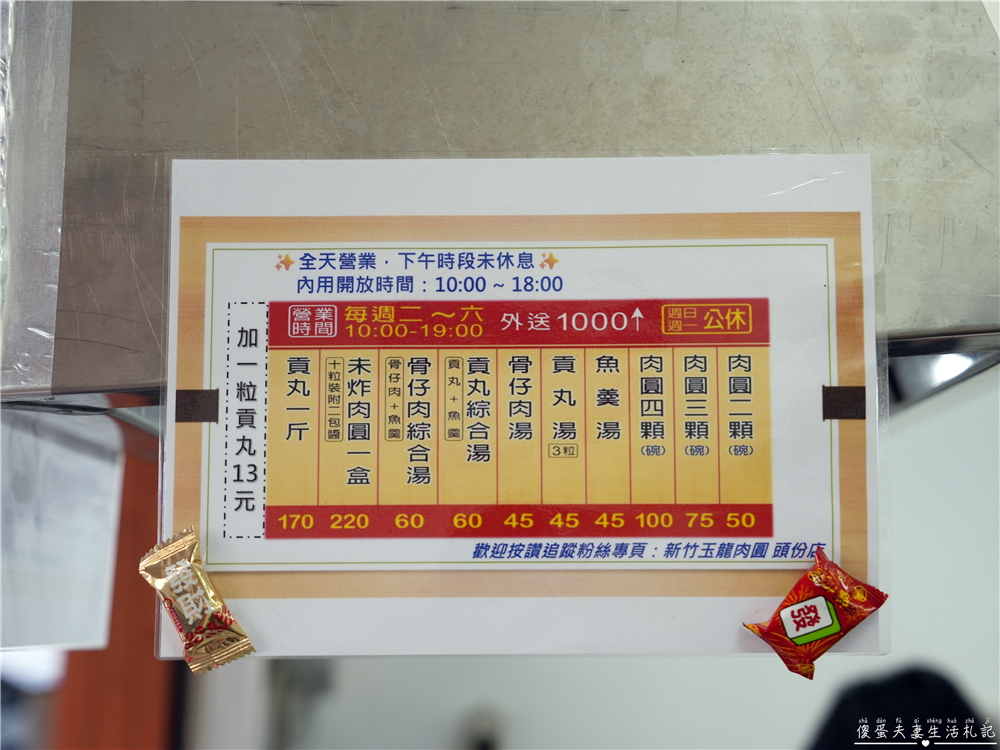 ✨全天營業，下午時段未休息✨
內用開放時間：10:00 ~ 18:00
營業時間
每週二～六
10:00-19:00
外送1000↑
週日
週一
公休
肉圓二顆(碗)
50
肉圓三顆(碗)
75
肉圓四顆(碗)
100
魚羹湯
45
貢丸湯
3粒
45
骨仔肉湯
45
貢丸綜合湯
貢丸+魚羹
60
骨仔肉綜合湯
骨仔肉+魚羹
60
未炸肉圓一盒
十粒裝附二包醬
220
貢丸一斤
170
加一粒貢丸13元
歡迎按讚追蹤粉絲專頁：新竹玉龍肉圓 頭份店
發
shǎ dàn fū qī shēng huó zhá jì
傻蛋夫妻生活札記